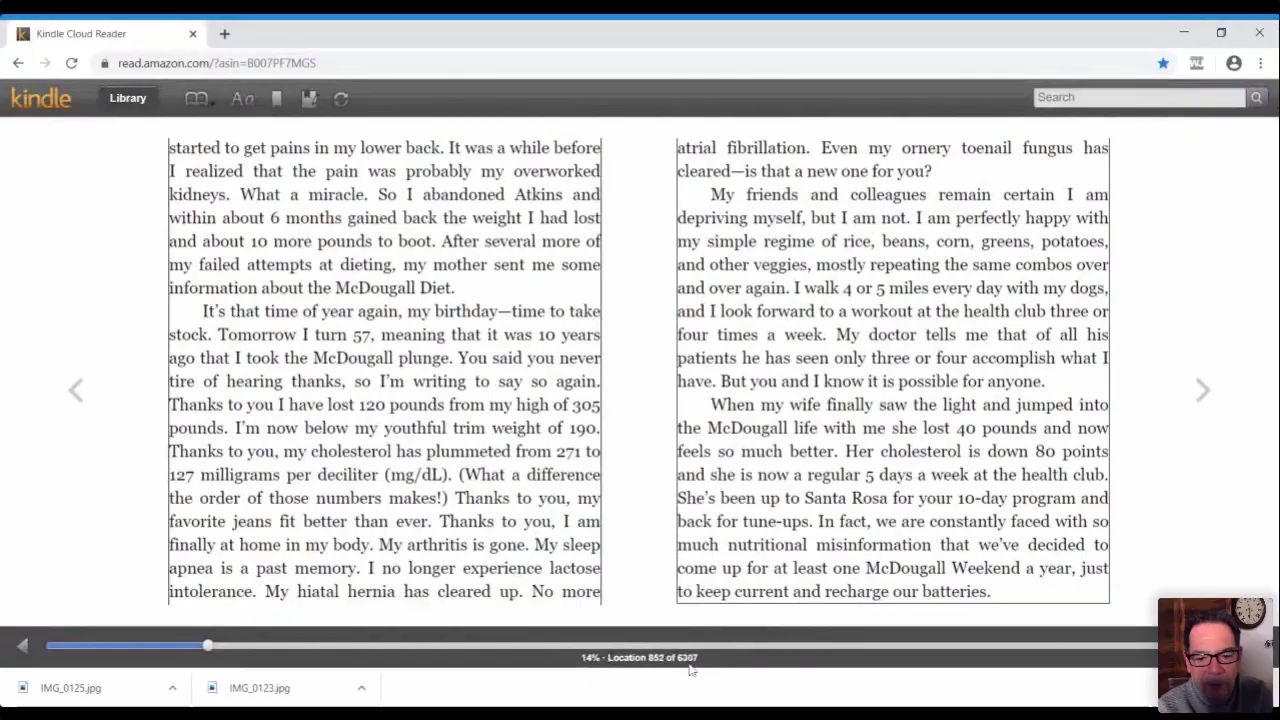 Kindle Cloud Reader
read.amazon.com/?asin=B007PF7MGS
kindle
Library
Aa
Search
started to get pains in my lower back. It was a while before
I realized that the pain was probably my overworked
kidneys. What a miracle. So I abandoned Atkins and
within about 6 months gained back the weight I had lost
and about 10 more pounds to boot. After several more of
my failed attempts at dieting, my mother sent me some
information about the McDougall Diet.
It's that time of year again, my birthday—time to take
stock. Tomorrow I turn 57, meaning that it was 10 years
ago that I took the McDougall plunge. You said you never
tire of hearing thanks, so I'm writing to say so again.
Thanks to you I have lost 120 pounds from my high of 305
pounds. I'm now below my youthful trim weight of 190.
Thanks to you, my cholesterol has plummeted from 271 to
127 milligrams per deciliter (mg/dL). (What a difference
the order of those numbers makes!) Thanks to you, my
favorite jeans fit better than ever. Thanks to you, I am
finally at home in my body. My arthritis is gone. My sleep
apnea is a past memory. I no longer experience lactose
intolerance. My hiatal hernia has cleared up. No more
atrial fibrillation. Even my ornery toenail fungus has
cleared—is that a new one for you?
My friends and colleagues remain certain I am
depriving myself, but I am not. I am perfectly happy with
my simple regime of rice, beans, corn, greens, potatoes,
and other veggies, mostly repeating the same combos over
and over again. I walk 4 or 5 miles every day with my dogs,
and I look forward to a workout at the health club three or
four times a week. My doctor tells me that of all his
patients he has seen only three or four accomplish what I
have. But you and I know it is possible for anyone.
When my wife finally saw the light and jumped into
the McDougall life with me she lost 40 pounds and now
feels so much better. Her cholesterol is down 80 points
and she is now a regular 5 days a week at the health club.
She's been up to Santa Rosa for your 10-day program and
back for tune-ups. In fact, we are constantly faced with so
much nutritional misinformation that we've decided to
come up for at least one McDougall Weekend a year, just
to keep current and recharge our batteries.
14% · Location 852 of 6307
IMG_0125.jpg
IMG_0123.jpg